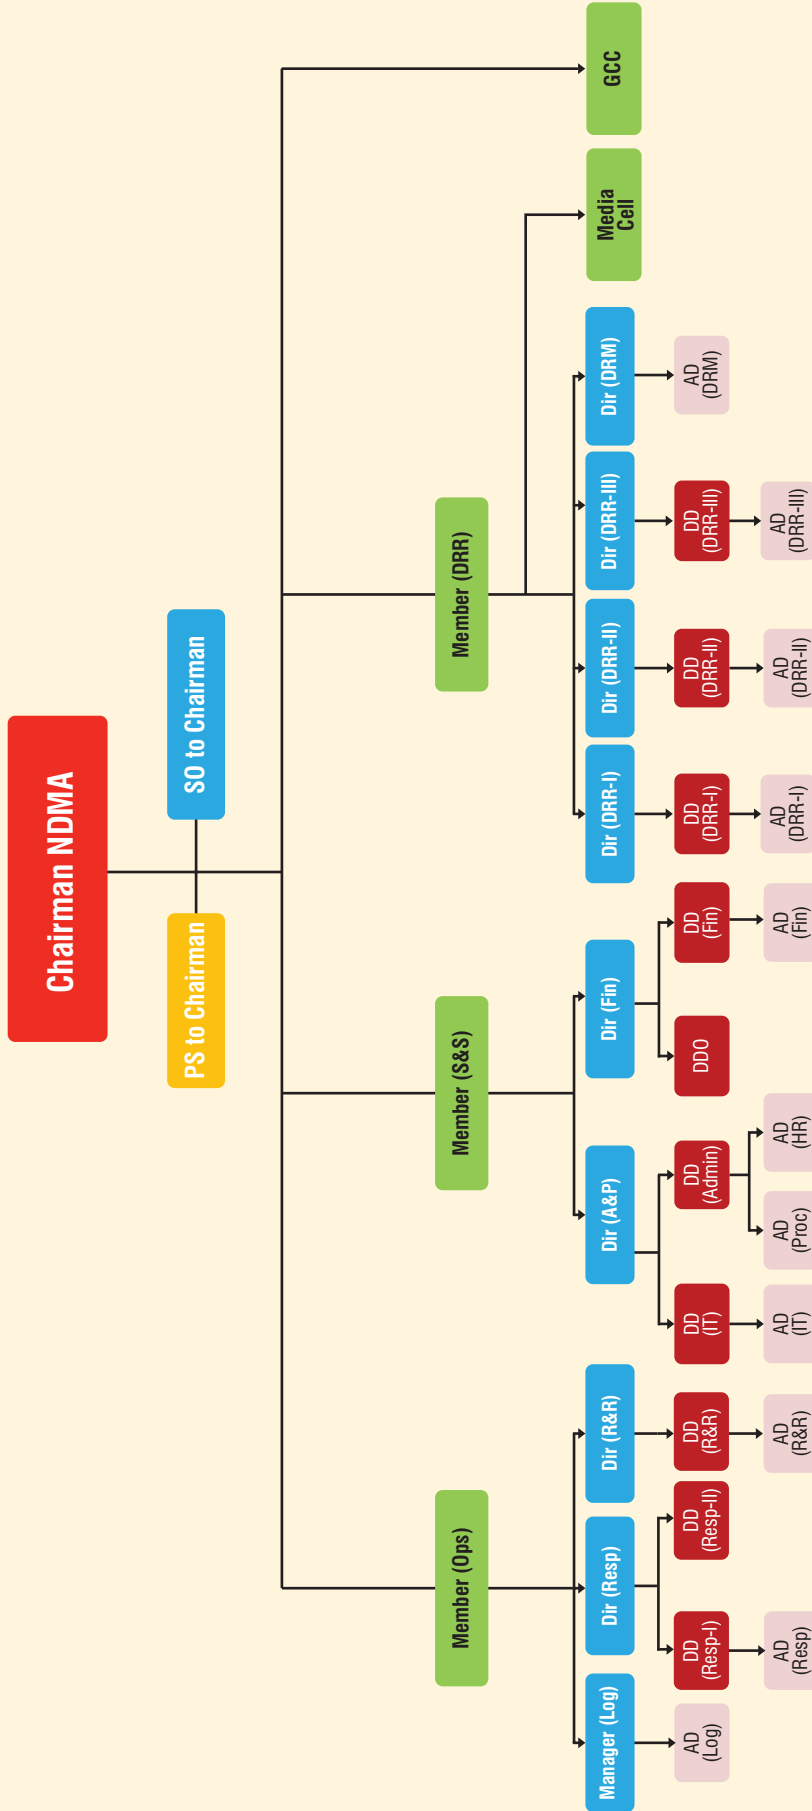 Chairman NDMA
PS to Chairman
SO to Chairman
Member (Ops)
Member (S&S)
Member (DRR)
Manager (Log)
Dir (Resp)
Dir (R&R)
Dir (A&P)
Dir (Fin)
Dir (DRR-I)
Dir (DRR-II)
Dir (DRR-III)
Dir (DRM)
Media
Cell
GCC
AD
(Log)
DD
(Resp-I)
DD
(Resp-II)
DD
(R&R)
DD
(IT)
DD
(Admin)
DDO
DD
(Fin)
DD
(DRR-I)
DD
(DRR-II)
DD
(DRR-III)
AD
(DRM)
AD
(Resp)
AD
(R&R)
AD
(IT)
AD
(Proc)
AD
(HR)
AD
(Fin)
AD
(DRR-I)
AD
(DRR-II)
AD
(DRR-III)